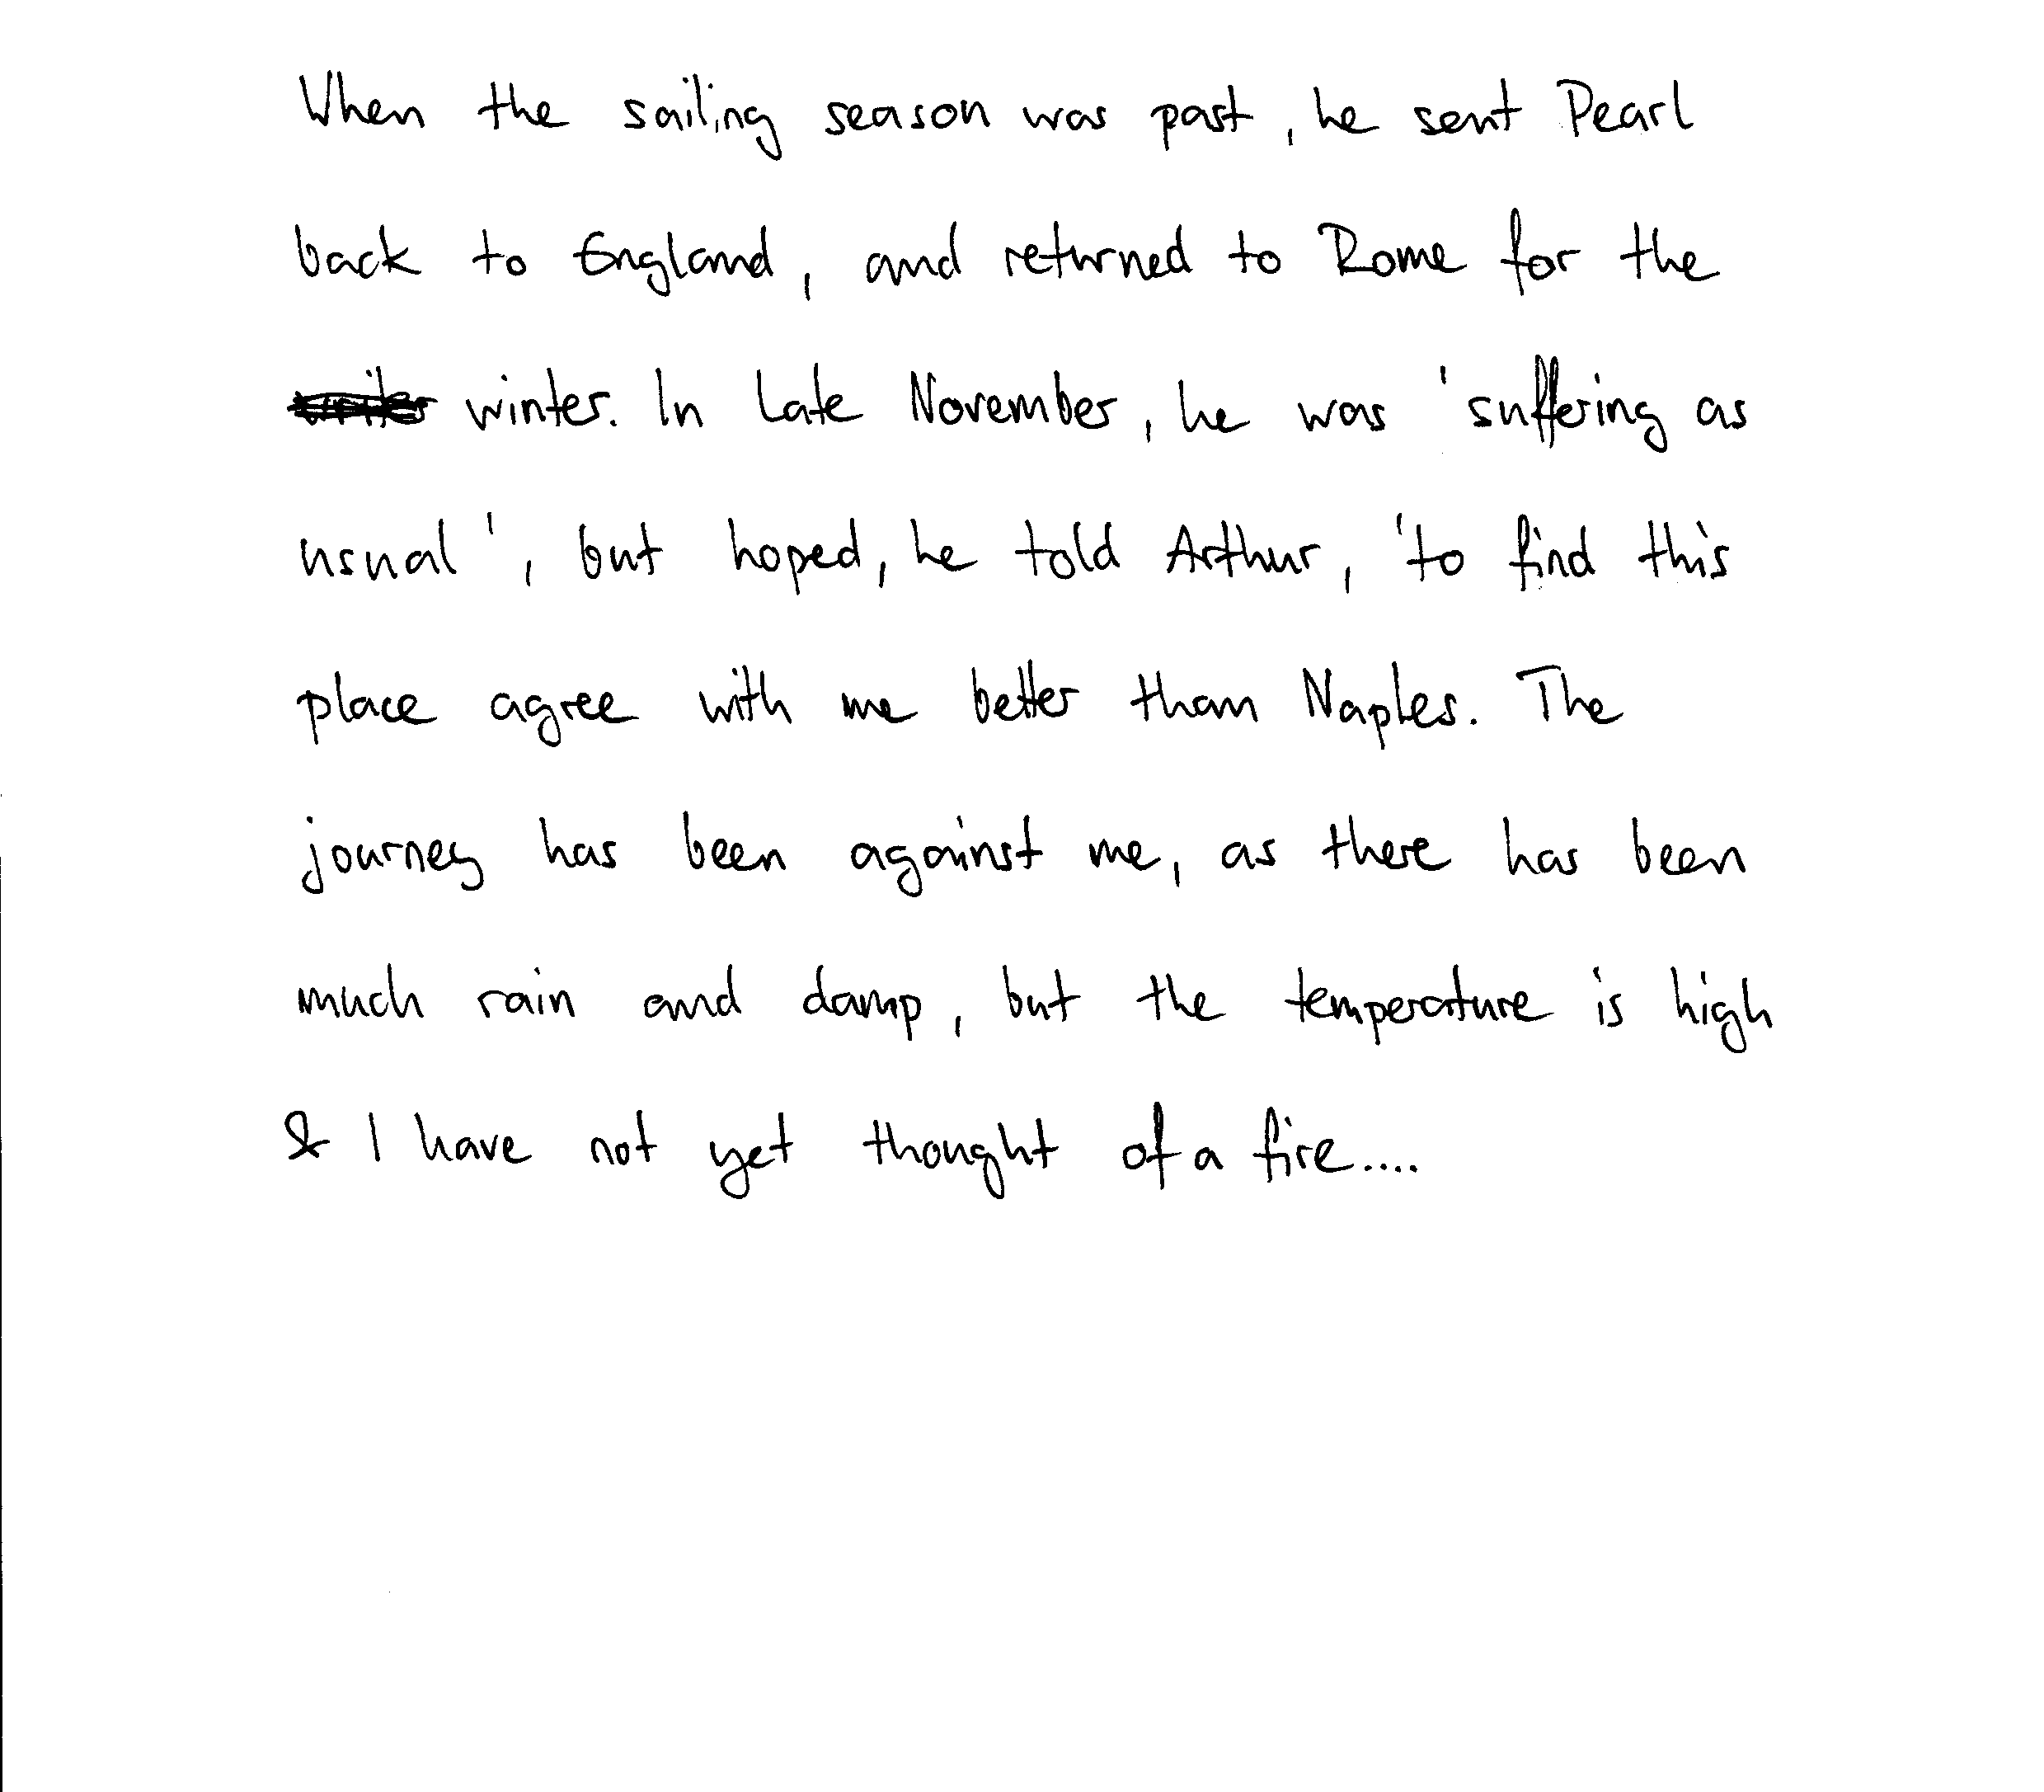 When the sailing season was past, he sent Pearl
back to England, and returned to Rome for the
winter. In late November, he was 'suffering as
usual', but hoped, he told Arthur, 'to find this
place agree with me better than Naples. The
journey has been against me, as there has been
much rain and damp, but the temperature is high
& I have not yet thought of a fire....